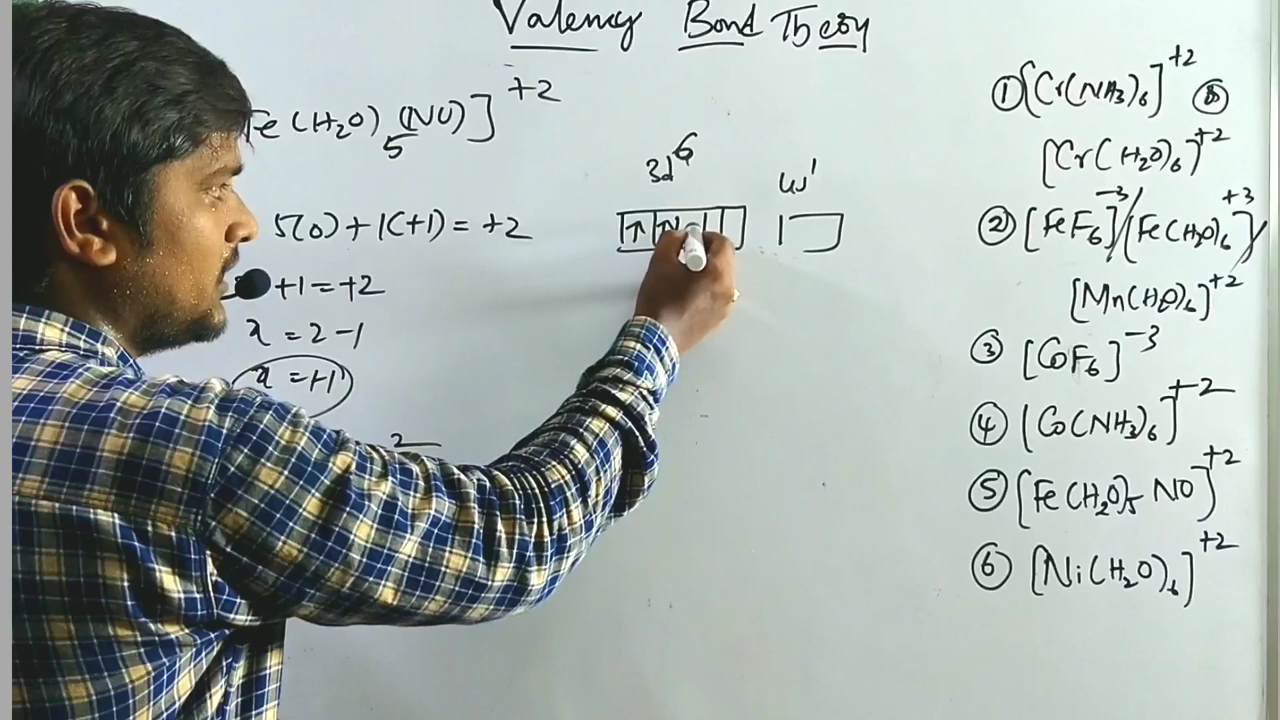 Valency Bond Theory
Fe(H₂O)₅(NO)]⁺²
5(0)+1(+1)=+2
+1=+2
x=2-1
x=+1
2
3d⁶ 4s¹
↑ ↑
① [Cr(NH3)₆]⁺²
[Cr(H₂O)₆]⁺²
② [FeF₆]⁻³/[Fe(H₂O)₆]⁺³/
[Mn(H₂O)₆]⁺²
③ [CoF₆]⁻³
④ [Co(NH₃)₆]⁺²
⑤ [Fe(H₂O)₅NO]⁺²
⑥ [Ni(H₂O)₆]⁺²